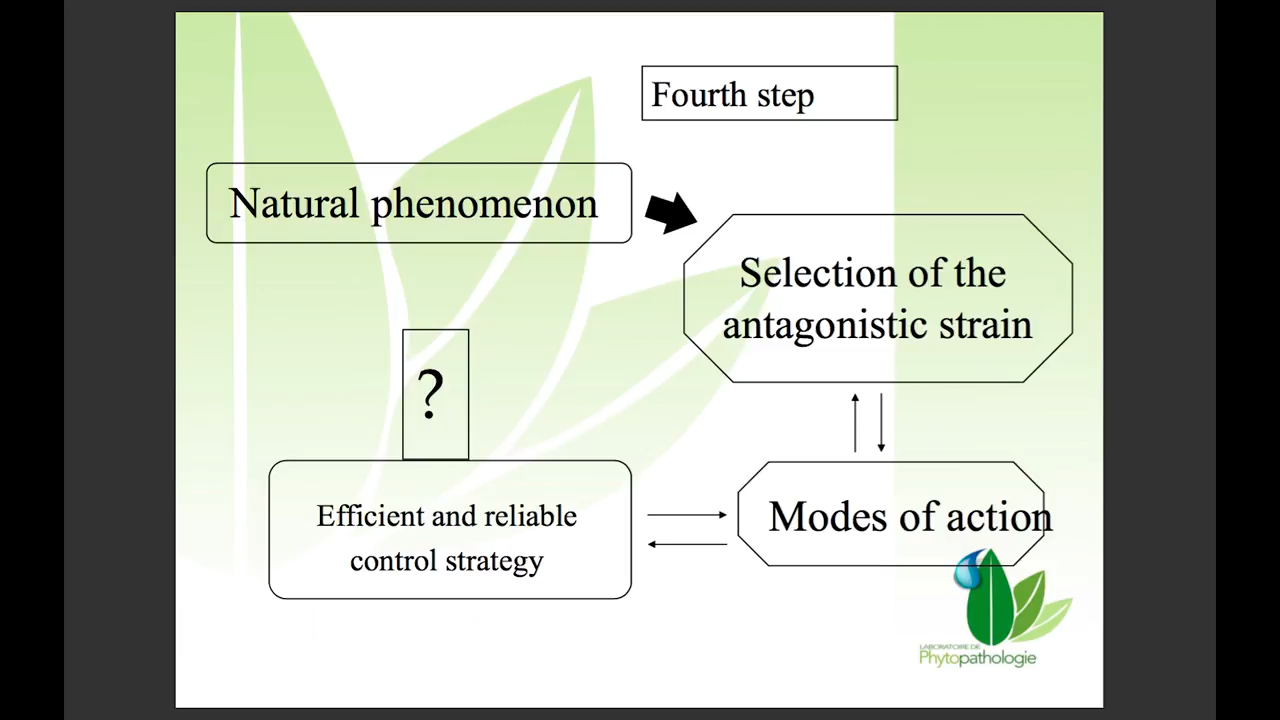 Fourth step
Natural phenomenon
Selection of the
antagonistic strain
?
Efficient and reliable
control strategy
Modes of action
LABORATOIRE DE
Phytopathologie